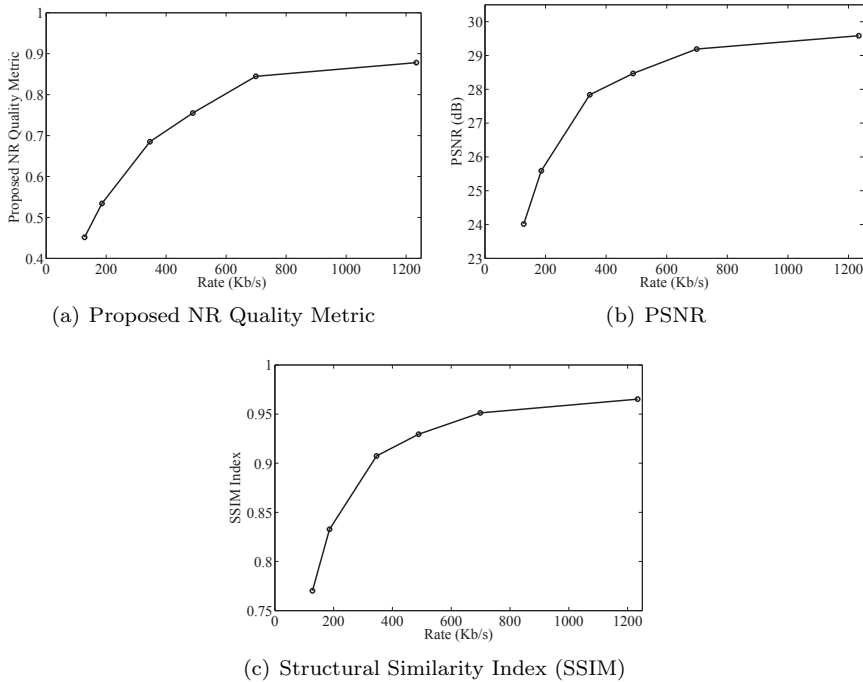 1
0.9
0.8
0.7
0.6
0.5
0.4
0 200 400 600 800 1000 1200
Proposed NR Quality Metric
Rate (Kb/s)
(a) Proposed NR Quality Metric
30
29
28
27
26
25
24
23
0 200 400 600 800 1000 1200
PSNR (dB)
Rate (Kb/s)
(b) PSNR
1
0.95
0.9
0.85
0.8
0.75
0 200 400 600 800 1000 1200
SSIM Index
Rate (Kb/s)
(c) Structural Similarity Index (SSIM)